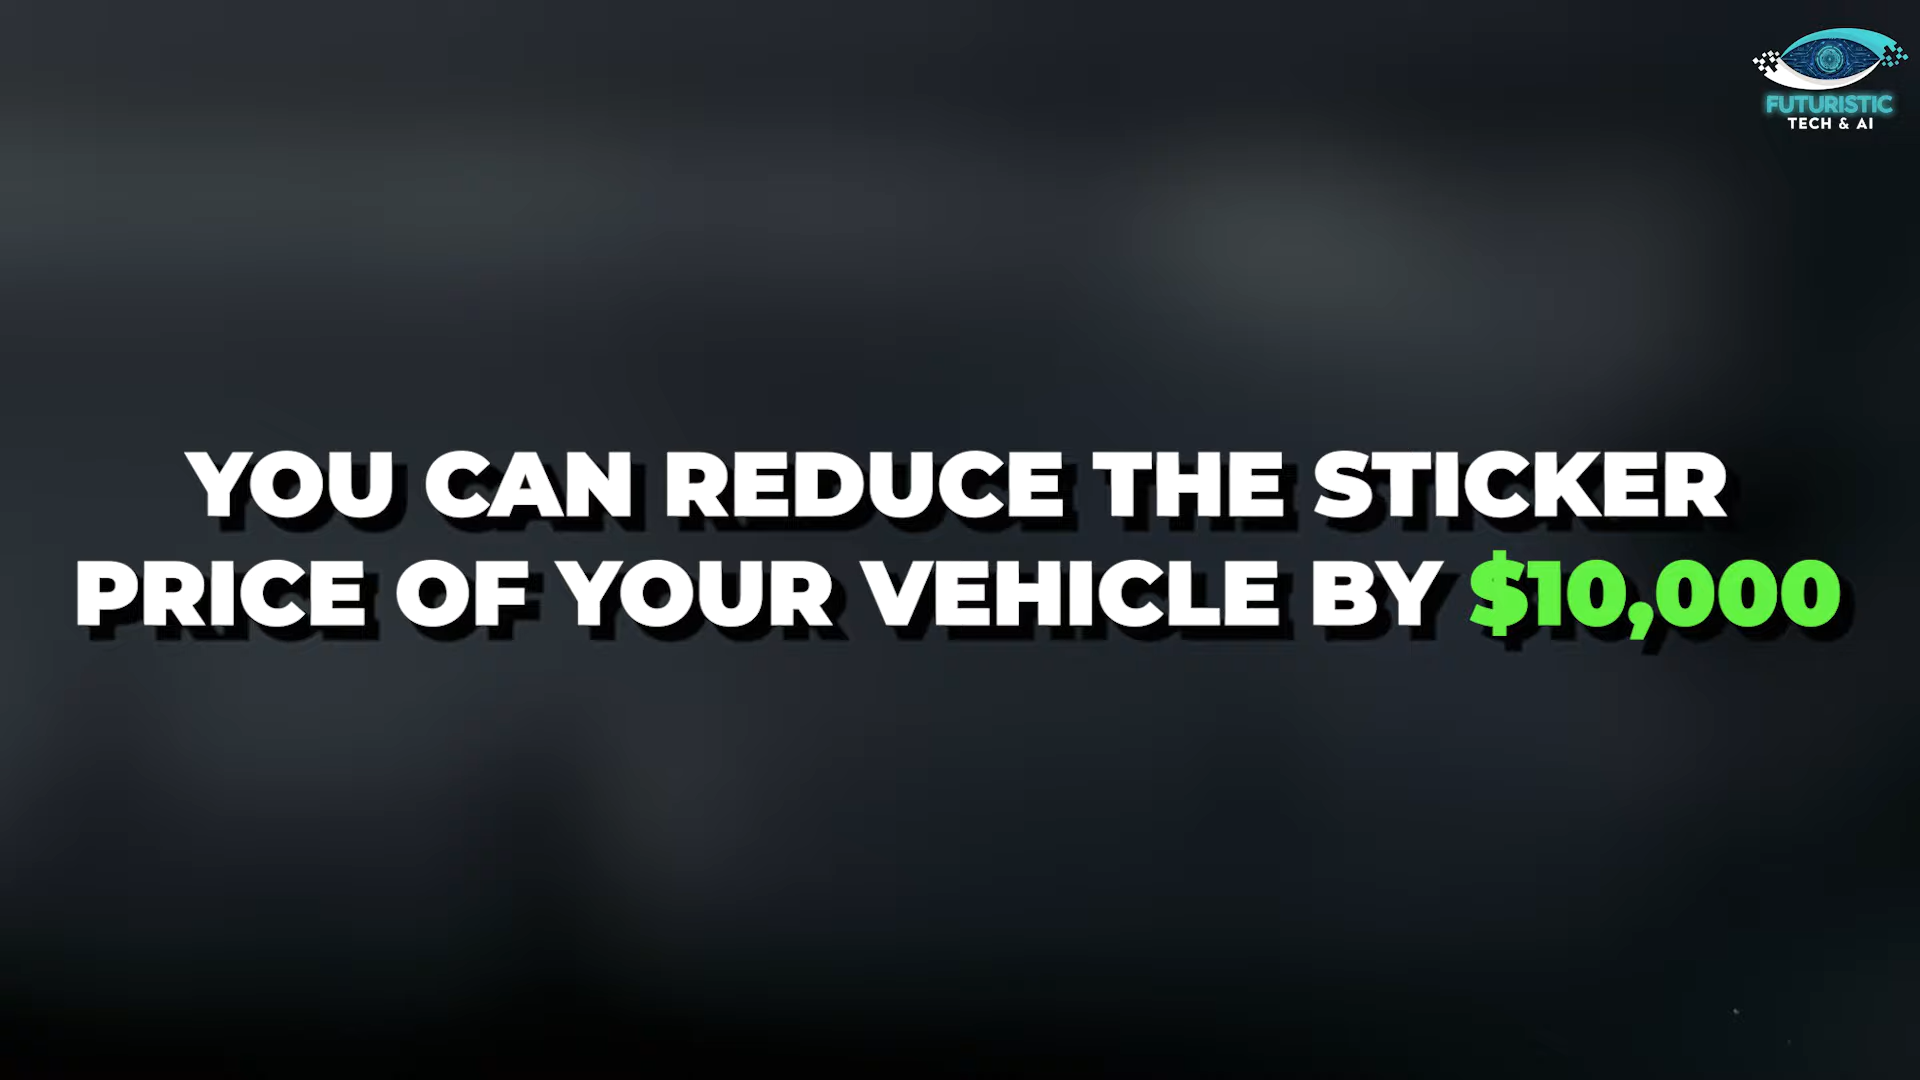 FUTURISTIC
TECH & AI
YOU CAN REDUCE THE STICKER
PRICE OF YOUR VEHICLE BY $10,000